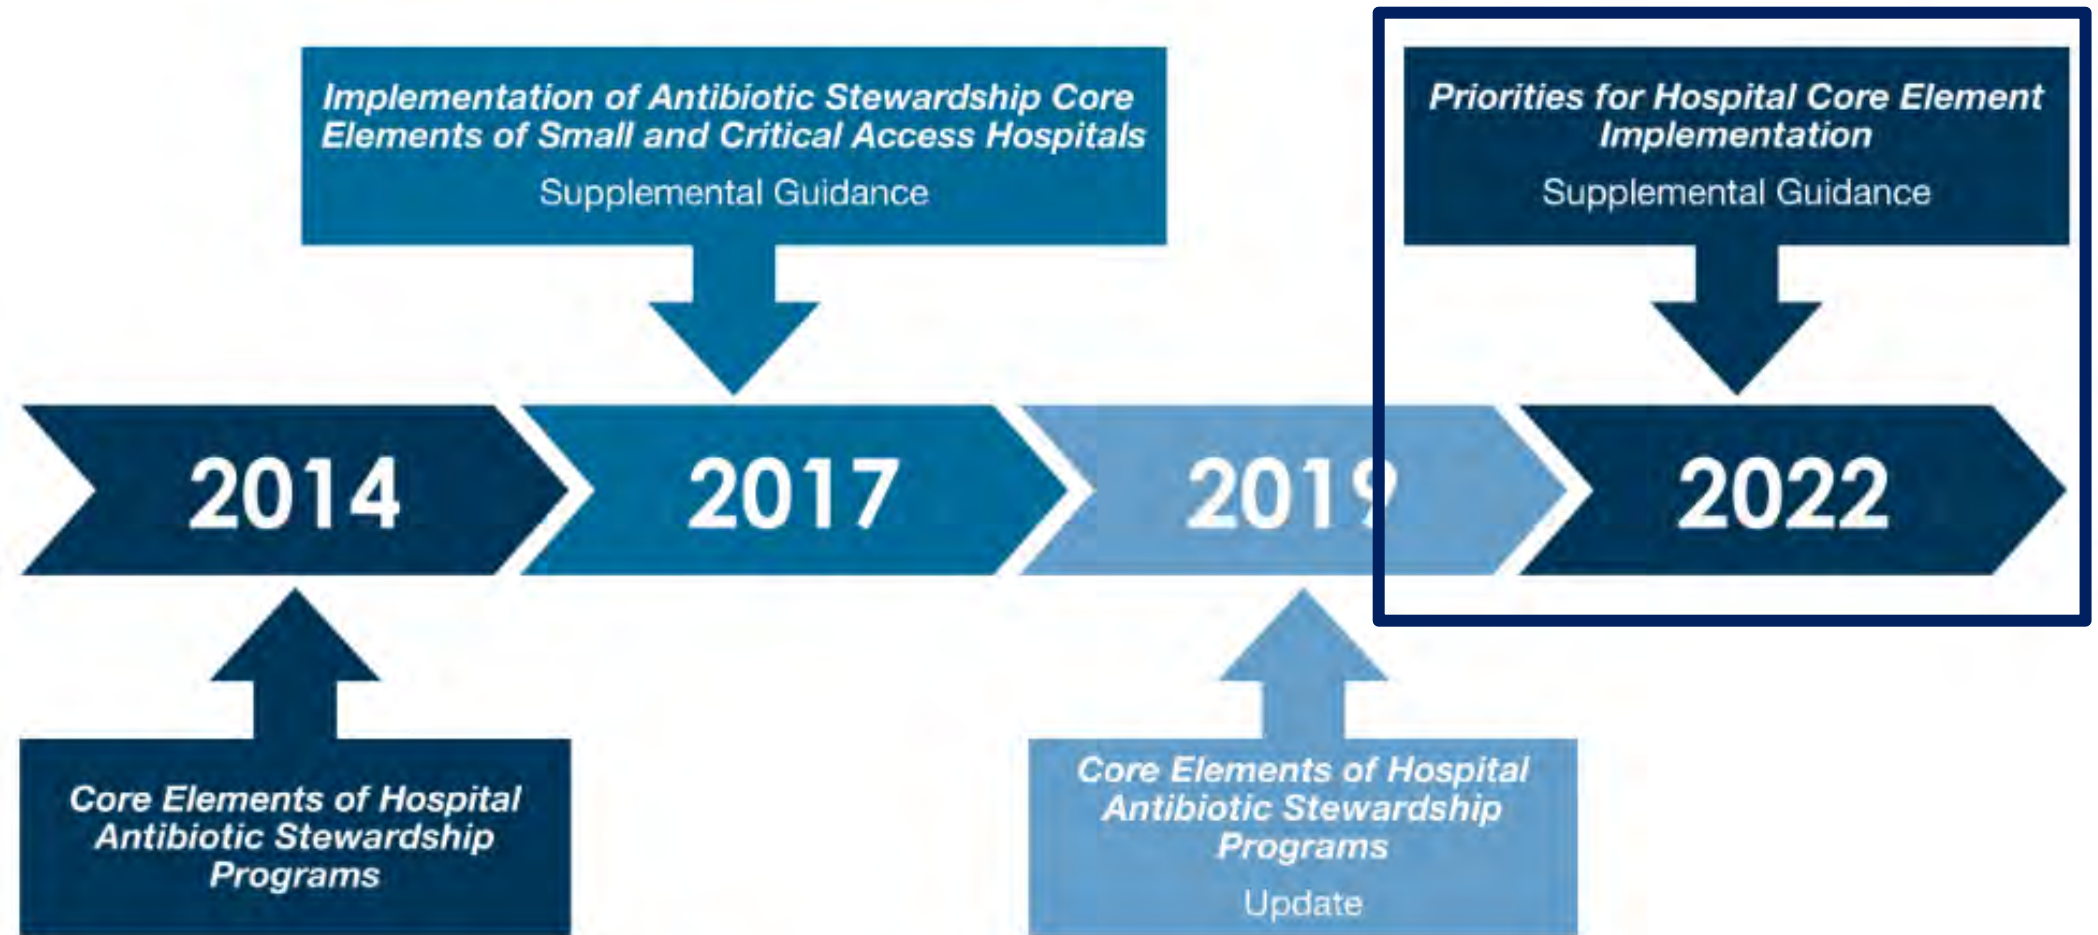 Implementation of Antibiotic Stewardship Core
Elements of Small and Critical Access Hospitals
Supplemental Guidance
Priorities for Hospital Core Element
Implementation
Supplemental Guidance
2014
2017
2019
2022
Core Elements of Hospital
Antibiotic Stewardship
Programs
Core Elements of Hospital
Antibiotic Stewardship
Programs
Update